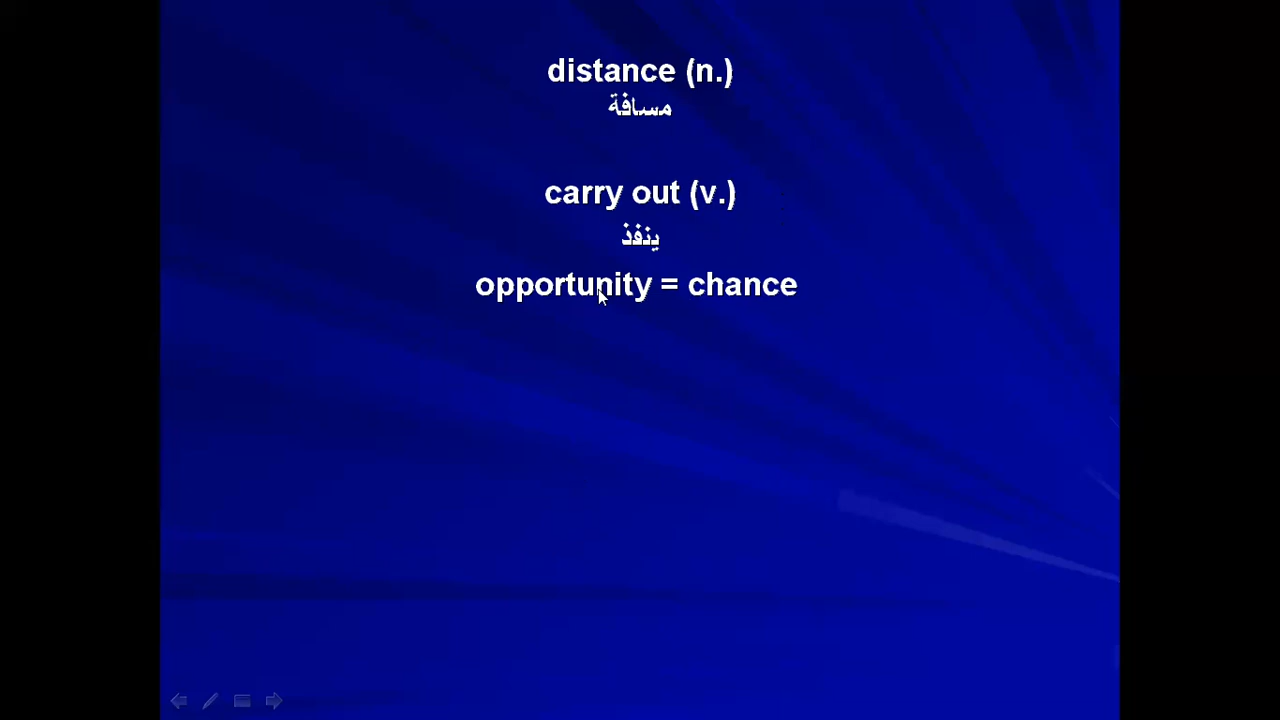 distance (n.)
مسافة
carry out (v.)
ينفذ
opportunity = chance